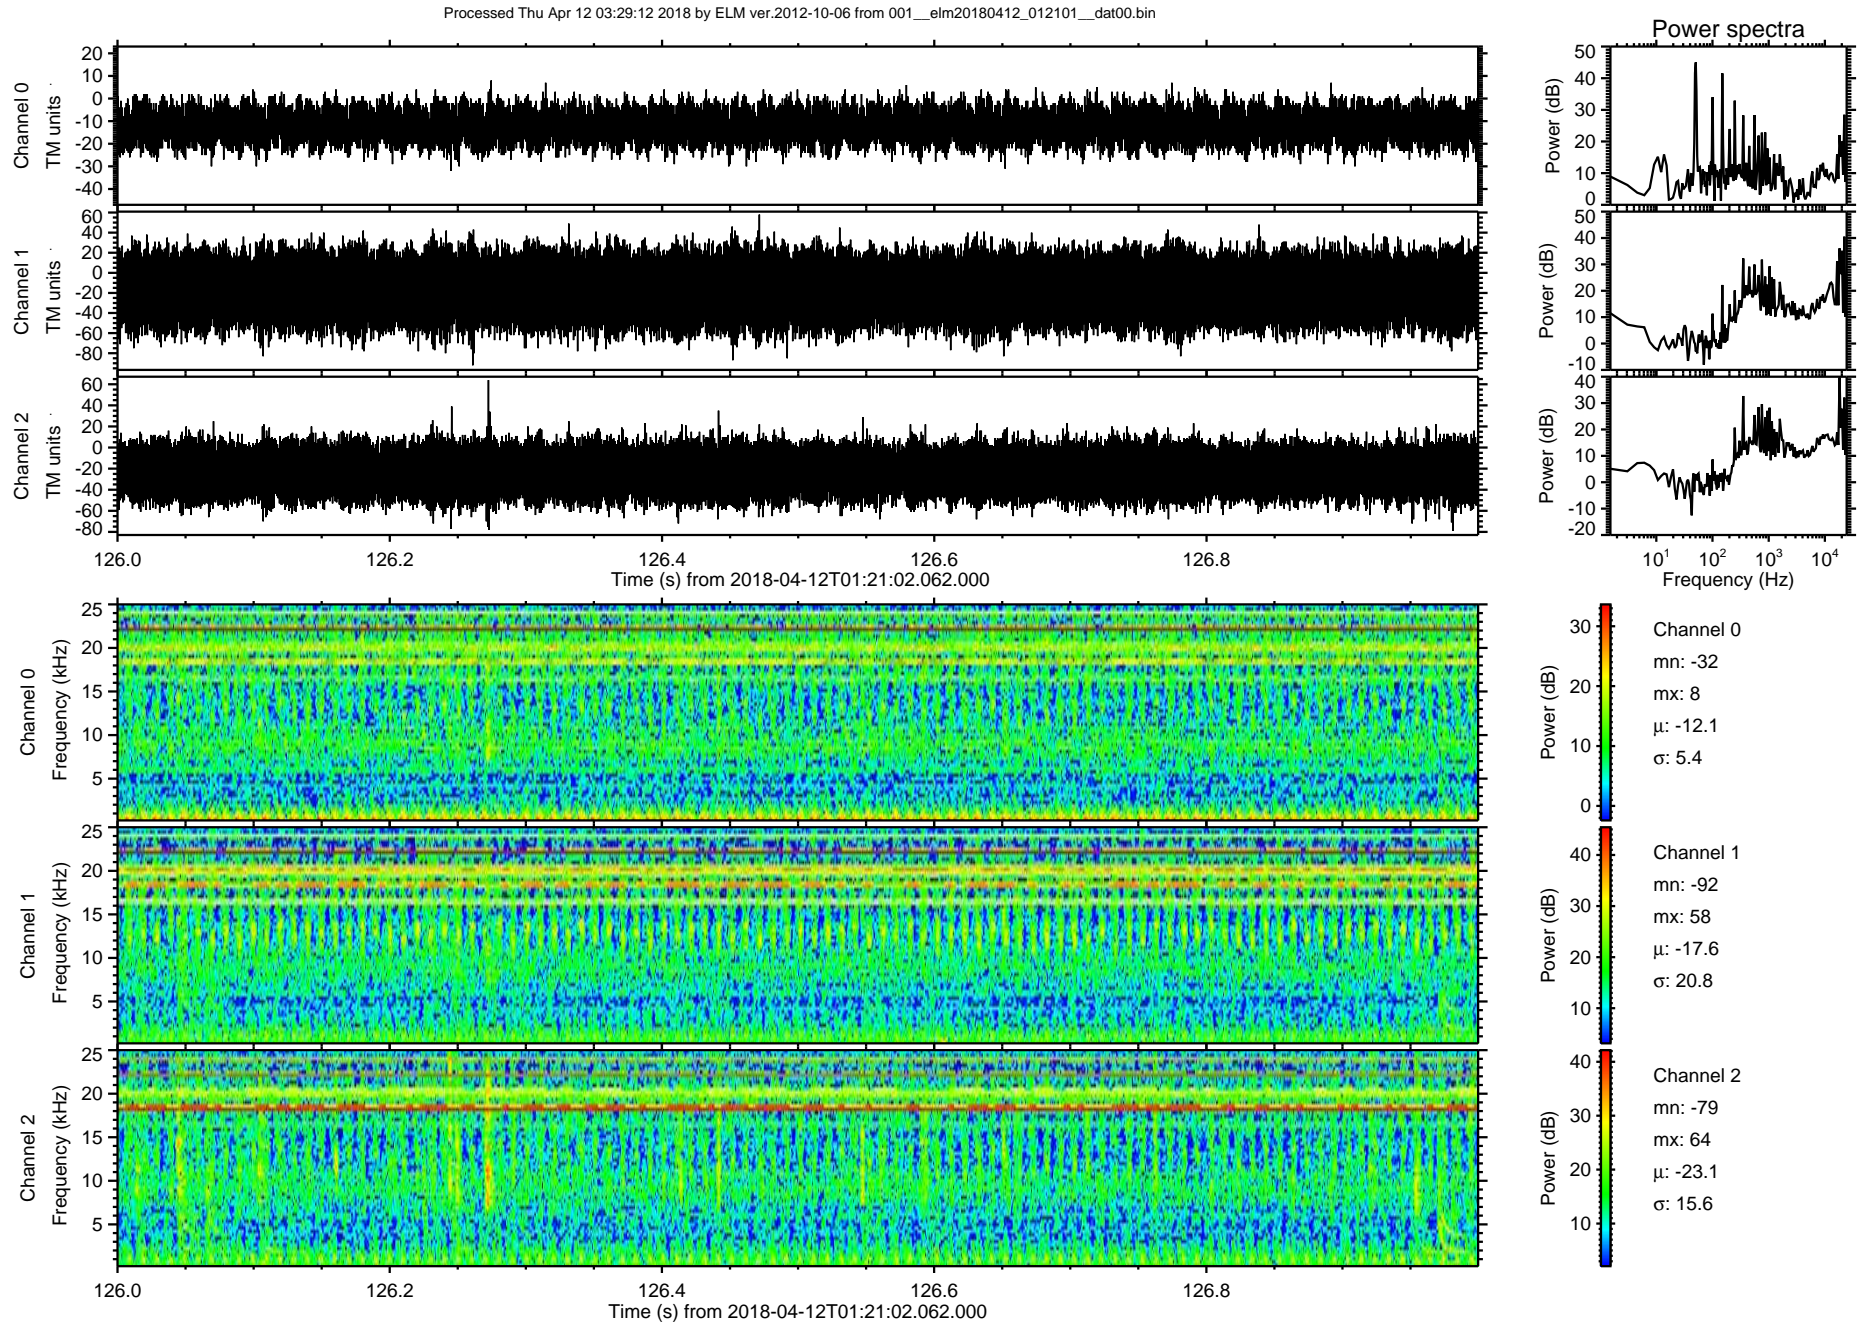 Processed Thu Apr 12 03:29:12 2018 by ELM ver.2012-10-06 from 001__elm20180412_012101__dat00.bin
Power spectra
Channel 0
TM units
20
10
0
-10
-20
-30
-40
Power (dB)
50
40
30
20
10
0
Channel 1
TM units
60
40
20
0
-20
-40
-60
-80
Power (dB)
50
40
30
20
10
0
-10
Channel 2
TM units
60
40
20
0
-20
-40
-60
-80
Power (dB)
40
30
20
10
0
-10
-20
126.0 126.2 126.4 126.6 126.8
Time (s) from 2018-04-12T01:21:02.062.000
10^1 10^2 10^3 10^4
Frequency (Hz)
Channel 0
Frequency (kHz)
25
20
15
10
5
Power (dB)
30
20
10
0
Channel 0
mn: -32
mx: 8
μ: -12.1
σ: 5.4
Channel 1
Frequency (kHz)
25
20
15
10
5
Power (dB)
40
30
20
10
Channel 1
mn: -92
mx: 58
μ: -17.6
σ: 20.8
Channel 2
Frequency (kHz)
25
20
15
10
5
Power (dB)
40
30
20
10
Channel 2
mn: -79
mx: 64
μ: -23.1
σ: 15.6
126.0 126.2 126.4 126.6 126.8
Time (s) from 2018-04-12T01:21:02.062.000